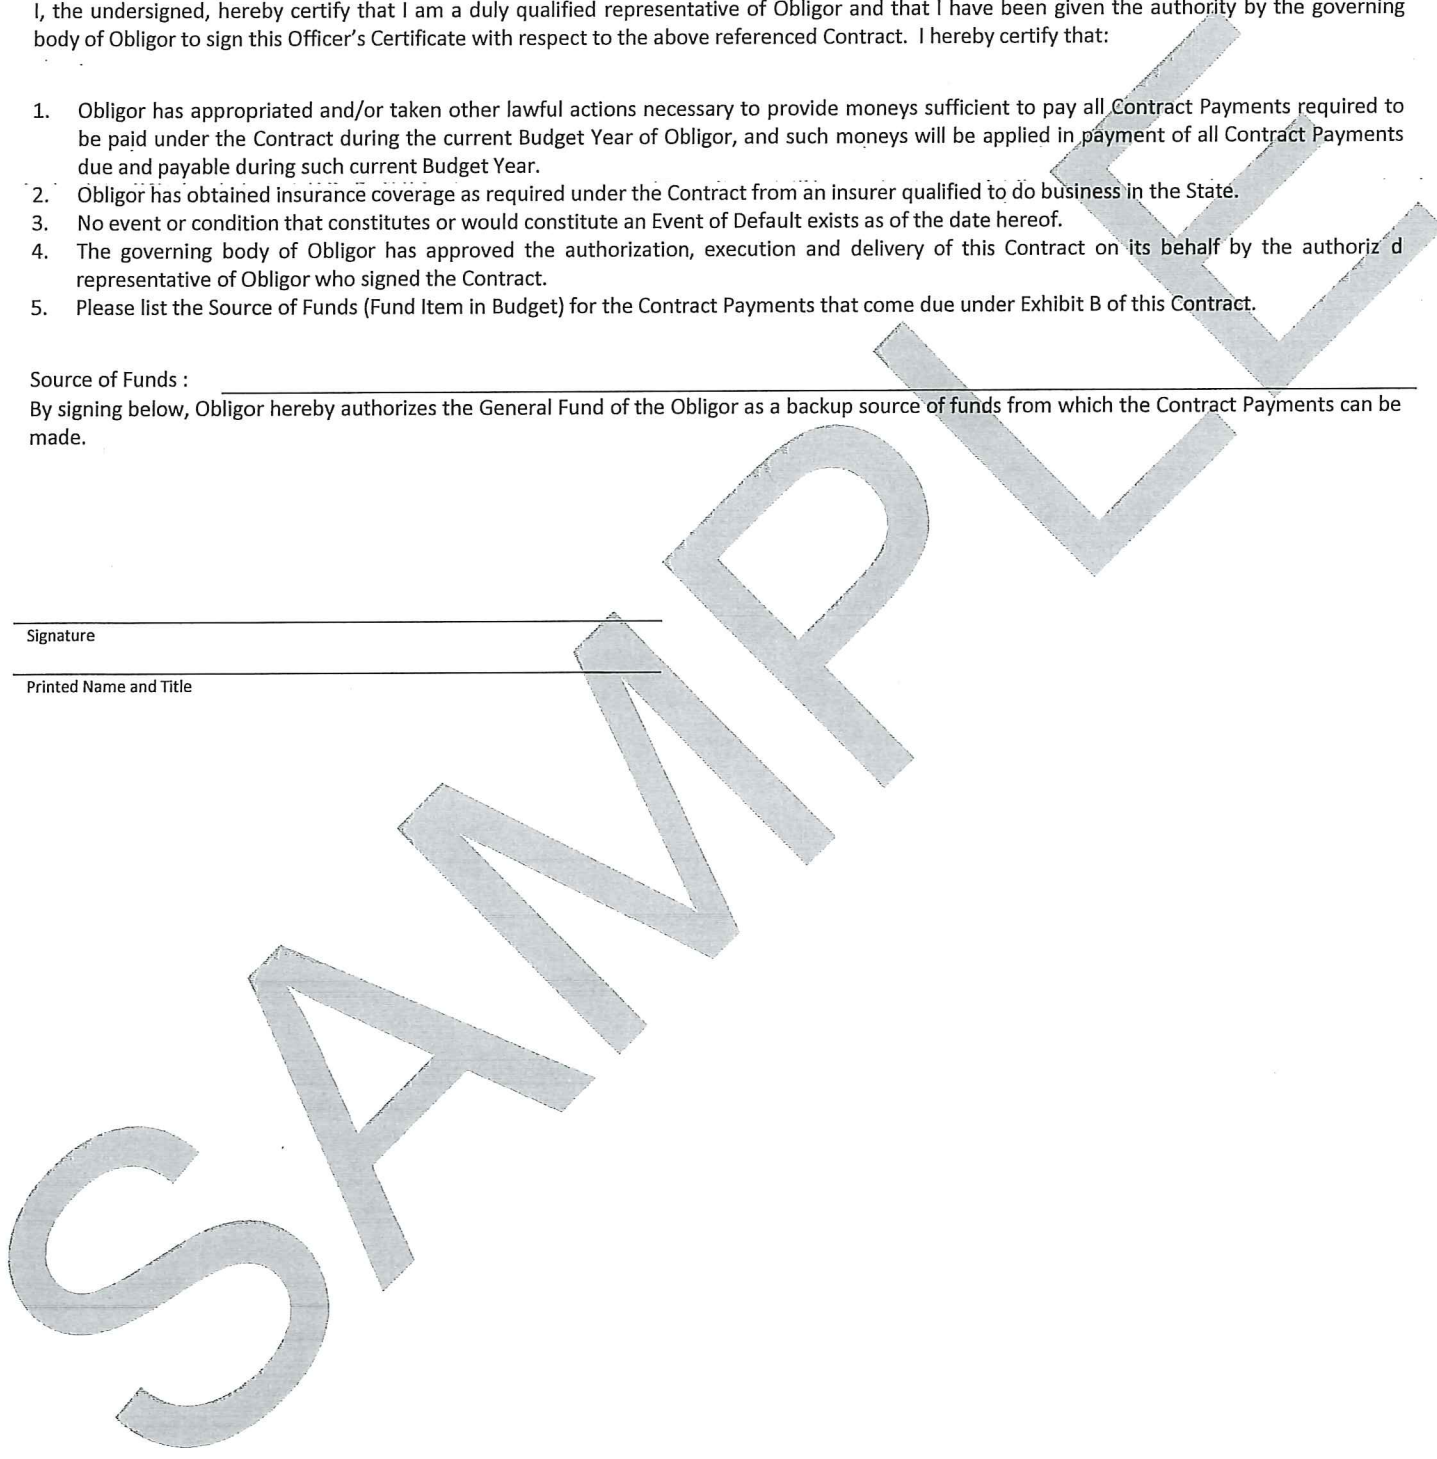 I, the undersigned, hereby certify that I am a duly qualified representative of Obligor and that I have been given the authority by the governing
body of Obligor to sign this Officer's Certificate with respect to the above referenced Contract. I hereby certify that:
1. Obligor has appropriated and/or taken other lawful actions necessary to provide moneys sufficient to pay all Contract Payments required to
be paid under the Contract during the current Budget Year of Obligor, and such moneys will be applied in payment of all Contract Payments
due and payable during such current Budget Year.
2. Obligor has obtained insurance coverage as required under the Contract from an insurer qualified to do business in the State.
3. No event or condition that constitutes or would constitute an Event of Default exists as of the date hereof.
4. The governing body of Obligor has approved the authorization, execution and delivery of this Contract on its behalf by the authoriz d
representative of Obligor who signed the Contract.
5. Please list the Source of Funds (Fund Item in Budget) for the Contract Payments that come due under Exhibit B of this Contract.
Source of Funds :
By signing below, Obligor hereby authorizes the General Fund of the Obligor as a backup source of funds from which the Contract Payments can be
made.
Signature
Printed Name and Title
SAMPLE